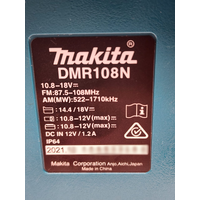 makita®
DMR108N
10.8-18V⎓
FM:87.5-108MHz
AM(MW):522-1710kHz
: 14.4 / 18V ⎓
: 10.8-12V(max) ⎓
: 10.8-12V(max) ⎓
DC IN 12V / 1.2 A
IP64
2021
Makita Corporation Anjo, Aichi, Japan
Made in China